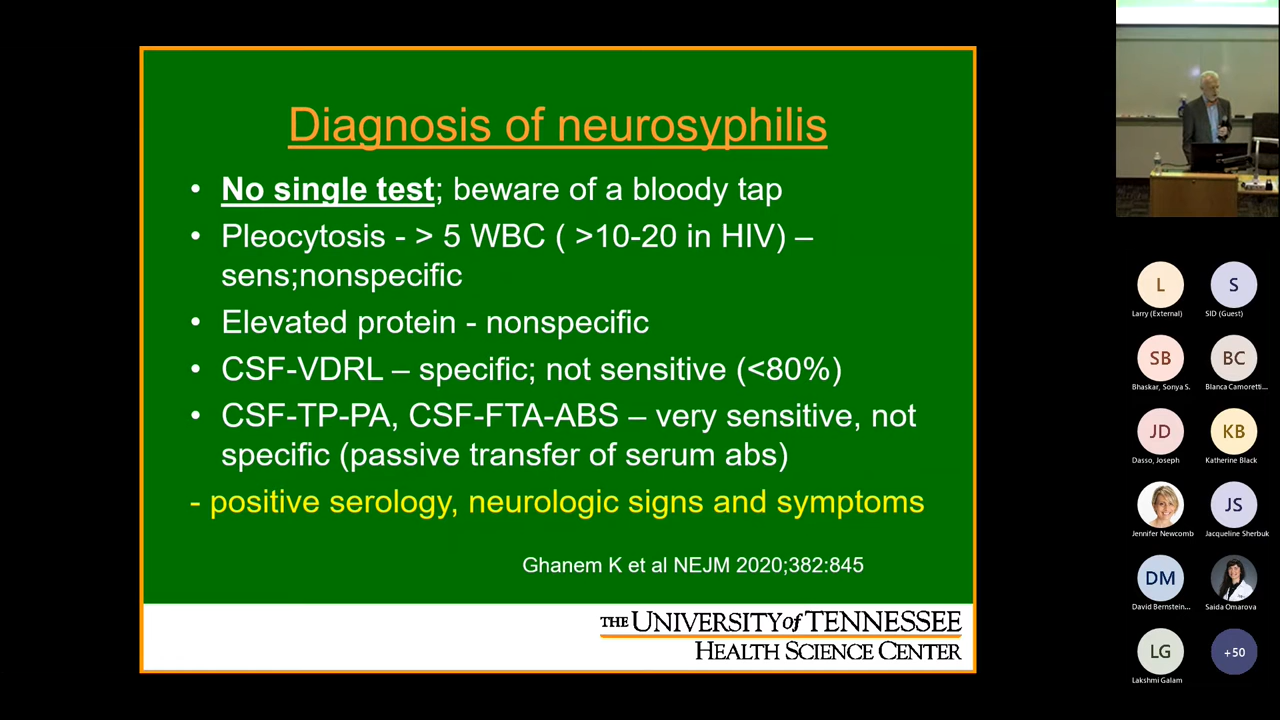 Diagnosis of neurosyphilis
• No single test; beware of a bloody tap
• Pleocytosis - > 5 WBC ( >10-20 in HIV) –
sens;nonspecific
• Elevated protein - nonspecific
• CSF-VDRL – specific; not sensitive (<80%)
• CSF-TP-PA, CSF-FTA-ABS – very sensitive, not
specific (passive transfer of serum abs)
- positive serology, neurologic signs and symptoms
Ghanem K et al NEJM 2020;382:845
THE UNIVERSITY of TENNESSEE
HEALTH SCIENCE CENTER
L S
Larry (External) SID (Guest)
SB BC
Bhaskar, Sonya S. Blanca Camoretti...
JD KB
Dasso, Joseph Katherine Black
JS
Jennifer Newcomb Jacqueline Sherbuk
DM
David Bernstein... Saida Omarova
LG +50
Lakshmi Galam